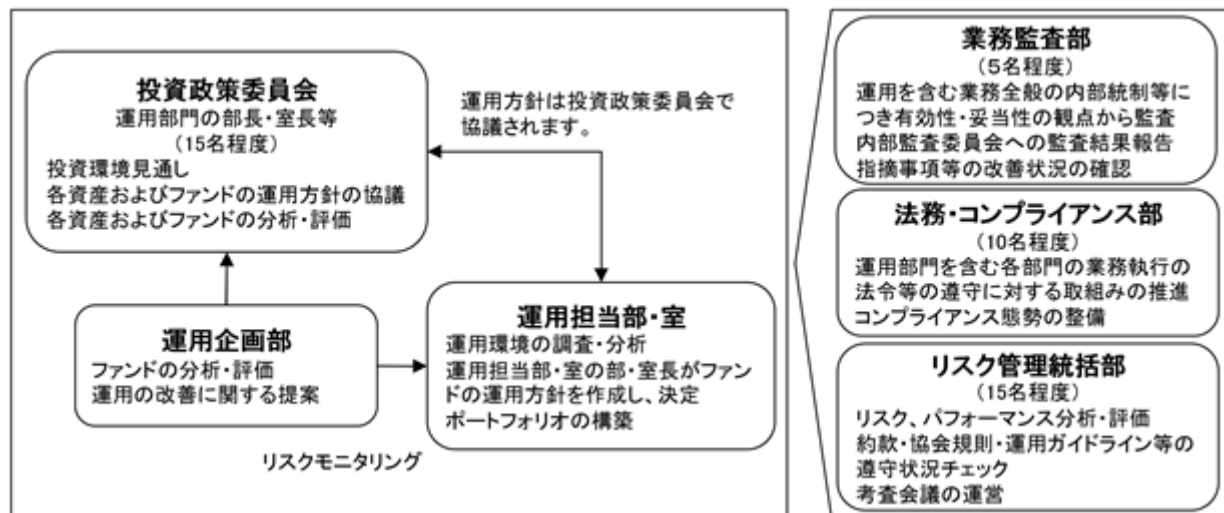 投資政策委員会
運用部門の部長・室長等
(15名程度)
投資環境見通し
各資産およびファンドの運用方針の協議
各資産およびファンドの分析・評価
運用方針は投資政策委員会で
協議されます。
運用企画部
ファンドの分析・評価
運用の改善に関する提案
運用担当部・室
運用環境の調査・分析
運用担当部・室の部・室長がファン
ドの運用方針を作成し、決定
ポートフォリオの構築
リスクモニタリング
業務監査部
(5名程度)
運用を含む業務全般の内部統制等に
つき有効性・妥当性の観点から監査
内部監査委員会への監査結果報告
指摘事項等の改善状況の確認
法務・コンプライアンス部
(10名程度)
運用部門を含む各部門の業務執行の
法令等の遵守に対する取組みの推進
コンプライアンス態勢の整備
リスク管理統括部
(15名程度)
リスク、パフォーマンス分析・評価
約款・協会規則・運用ガイドライン等の
遵守状況チェック
考査会議の運営